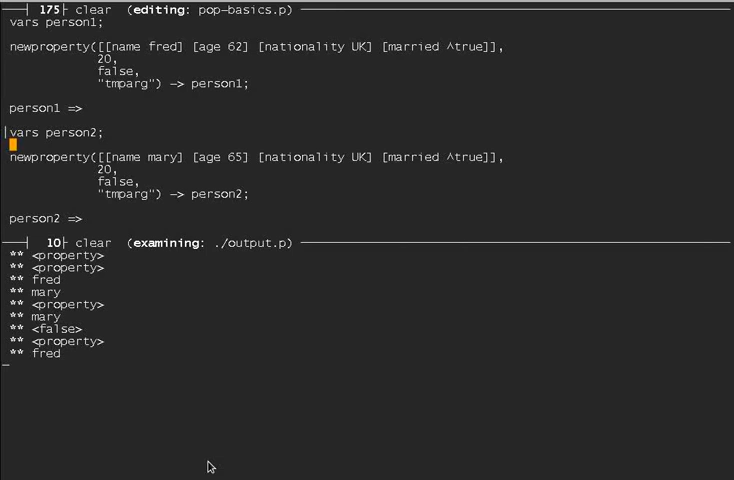 175 clear (editing: pop-basics.p)
vars person1;
newproperty([[name fred] [age 62] [nationality UK] [married ^true]],
20,
false,
"tmparg") -> person1;
person1 =>
vars person2;
newproperty([[name mary] [age 65] [nationality UK] [married ^true]],
20,
false,
"tmparg") -> person2;
person2 =>
10 clear (examining: ./output.p)
** <property>
** <property>
** fred
** mary
** <property>
** mary
** <false>
** <property>
** fred